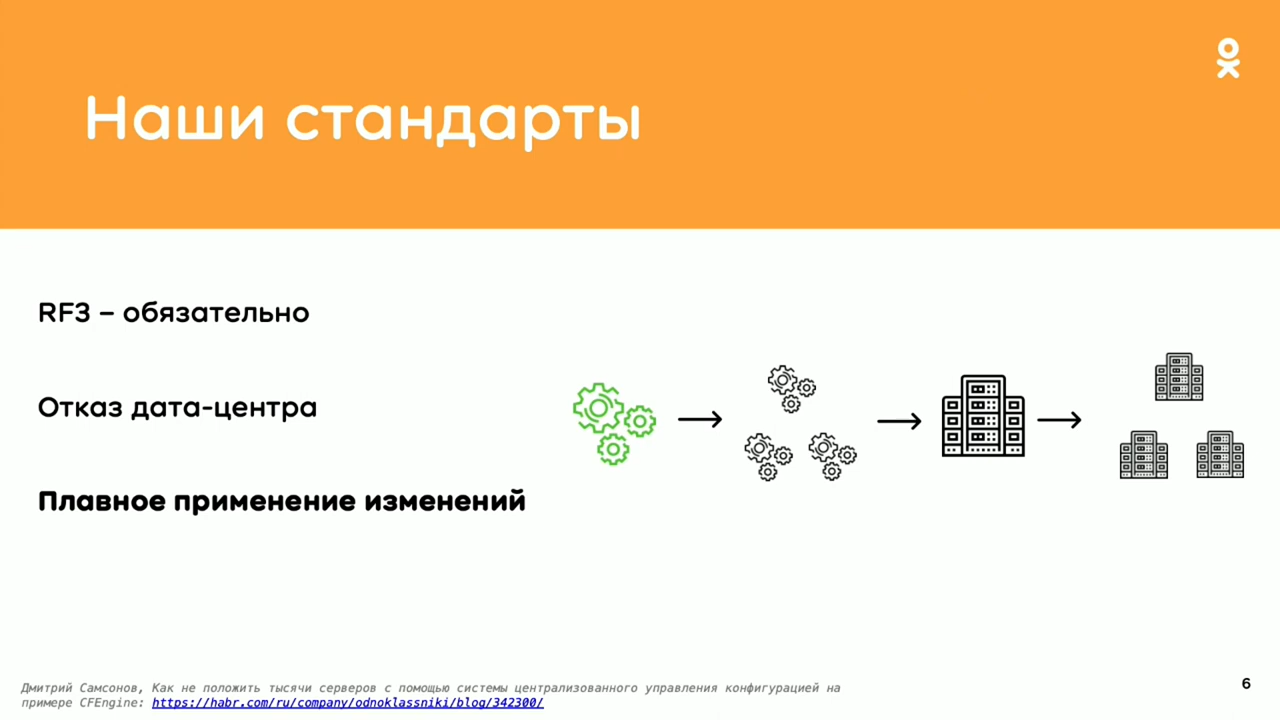 Наши стандарты
RF3 – обязательно
Отказ дата-центра
Плавное применение изменений
Дмитрий Самсонов, Как не положить тысячи серверов с помощью системы централизованного управления конфигурацией на
примере CFEngine: https://habr.com/ru/company/odnoklassniki/blog/342300/
6